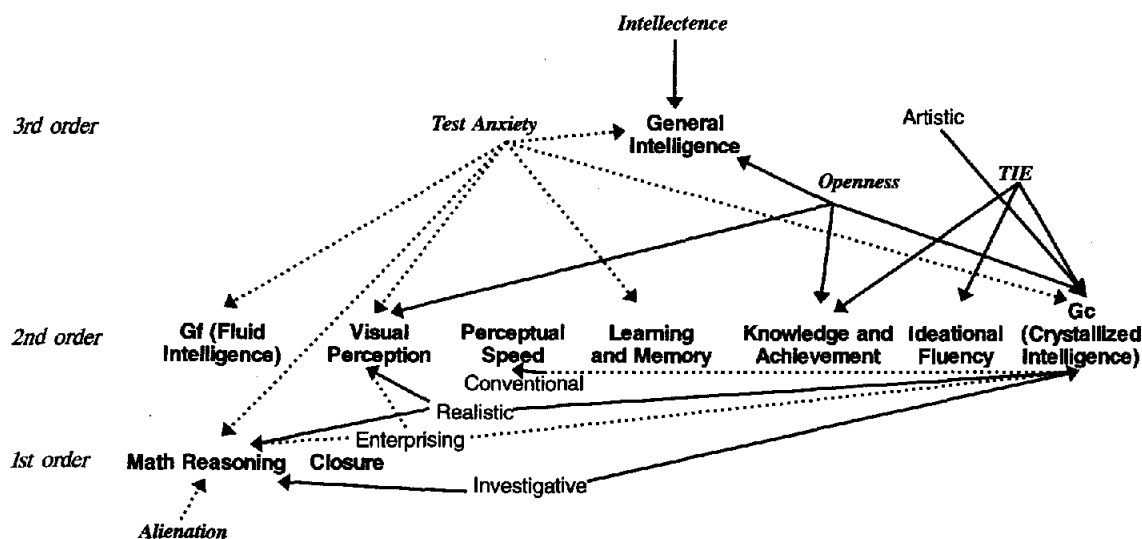 Intellectence
3rd order
Test Anxiety
General
Intelligence
Artistic
Openness
TIE
2nd order
Gf (Fluid
Intelligence)
Visual
Perception
Perceptual
Speed
Learning
and Memory
Knowledge and
Achievement
Ideational
Fluency
Gc
(Crystallized
Intelligence)
Conventional
Realistic
Enterprising
1st order
Math Reasoning
Closure
Investigative
Alienation